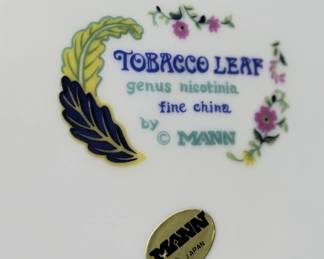 TOBACCO LEAF
genus nicotinia
fine china
by © MANN
MANN
JAPAN